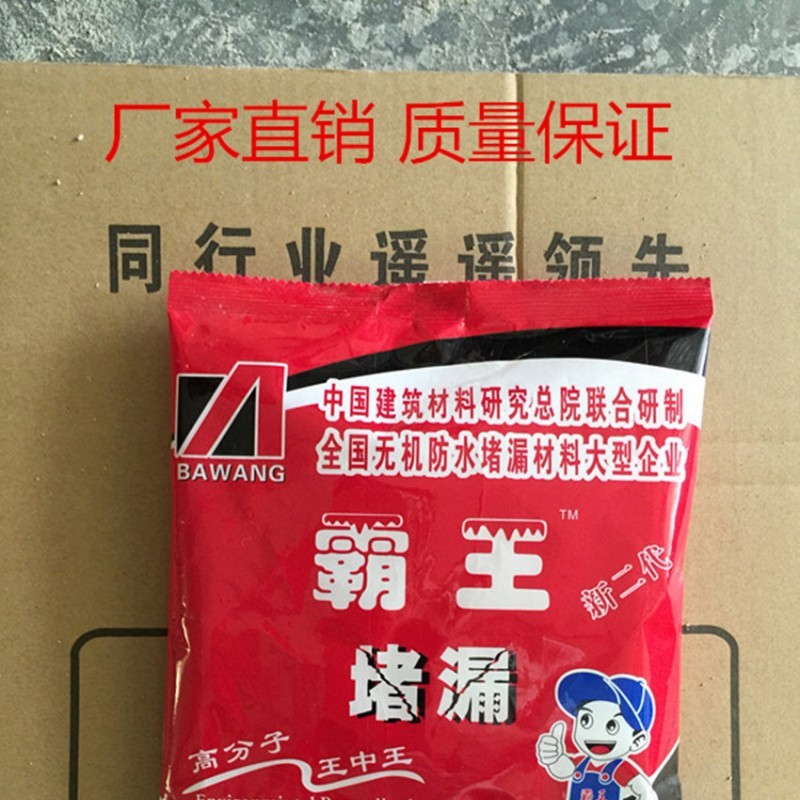 厂家直销 质量保证
同行业遥遥领先
中国建筑材料研究总院联合研制
全国无机防水堵漏材料大型企业
BAWANG
霸王 TM
新二代
堵漏
高分子
王中王
霸王